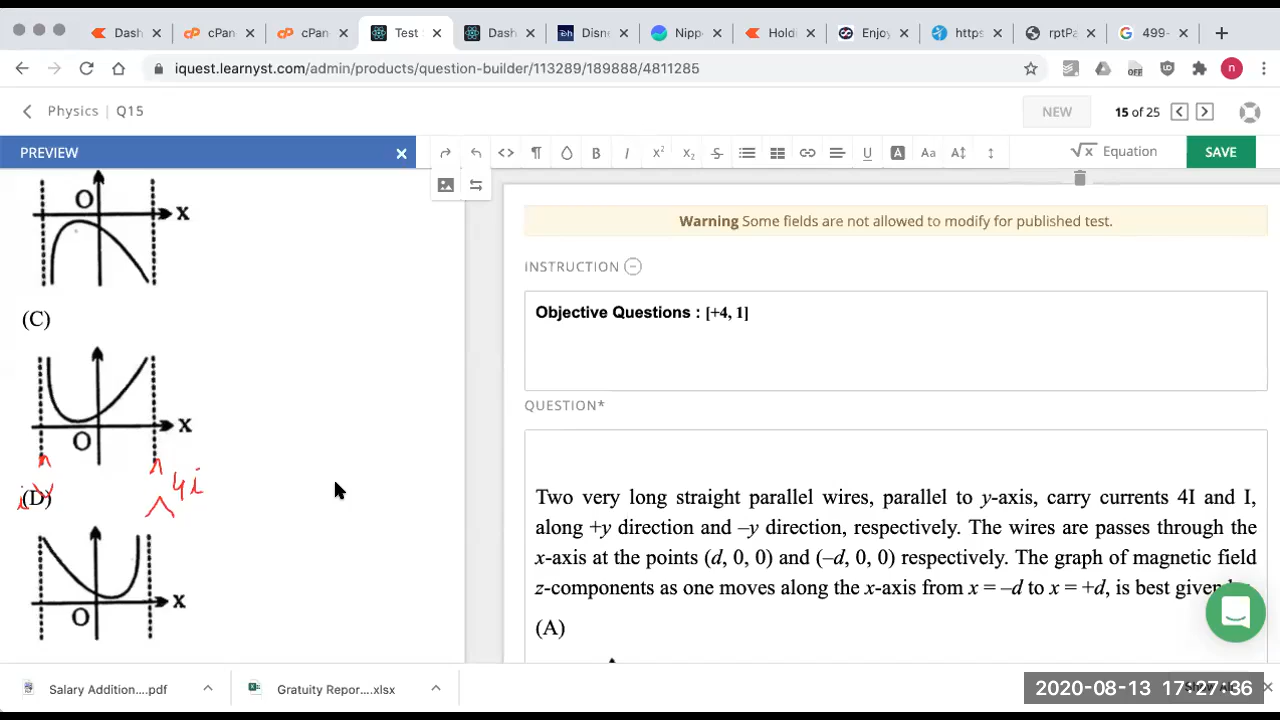 Dash
cPan
cPan
Test
Dash
Disne
Nipp
Hold
Enjoy
https
rptPa
499-
iquest.learnyst.com/admin/products/question-builder/113289/189888/4811285
OFF
n
Physics | Q15
NEW
15 of 25
PREVIEW
Equation
SAVE
O
X
(C)
X
O
4i
i
(D)
X
O
Warning Some fields are not allowed to modify for published test.
INSTRUCTION
Objective Questions : [+4, 1]
QUESTION*
Two very long straight parallel wires, parallel to y-axis, carry currents 4I and I,
along +y direction and –y direction, respectively. The wires are passes through the
x-axis at the points (d, 0, 0) and (–d, 0, 0) respectively. The graph of magnetic field
z-components as one moves along the x-axis from x = –d to x = +d, is best given
(A)
Salary Addition....pdf
Gratuity Repor....xlsx
2020-08-13 17:27:36